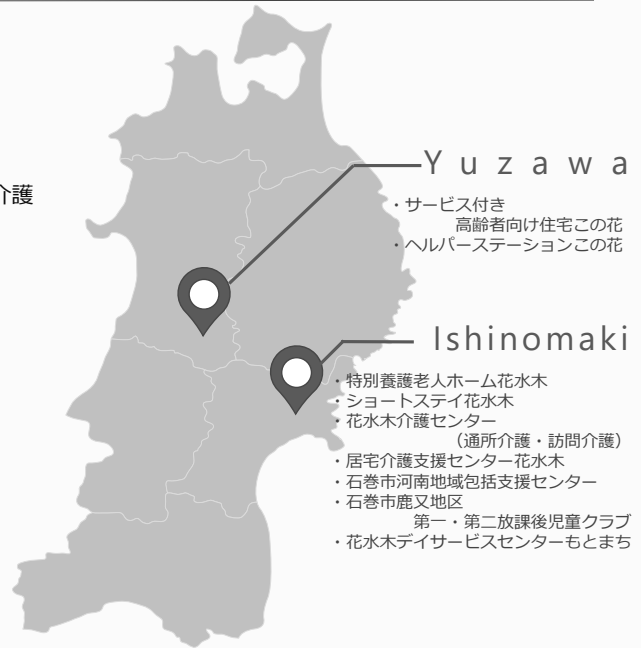 介護
Yuzawa
・サービス付き
高齢者向け住宅この花
・ヘルパーステーションこの花
Ishinomaki
・特別養護老人ホーム花水木
・ショートステイ花水木
・花水木介護センター
（通所介護・訪問介護）
・居宅介護支援センター花水木
・石巻市河南地域包括支援センター
・石巻市鹿又地区
第一・第二放課後児童クラブ
・花水木デイサービスセンターもとまち